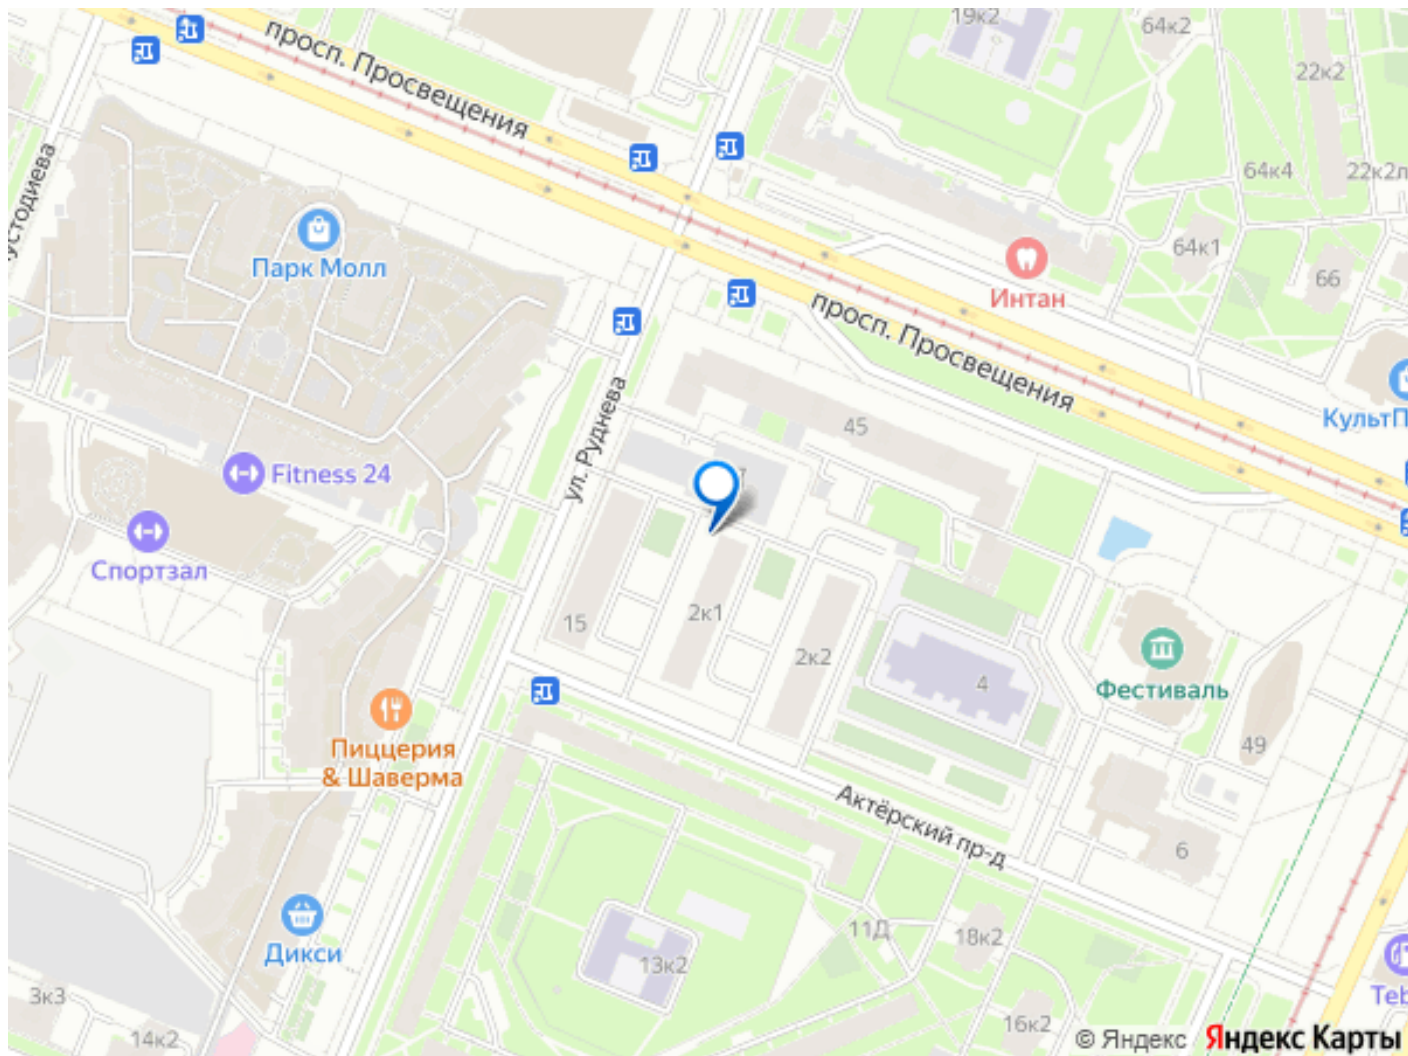 19к2
64к2
просп. Просвещения
22к2
64к4
22к2л
устодиева
Парк Молл
64к1
Интан
66
просп. Просвещения
КультП
ул. Руднева
45
Fitness 24
Спортзал
15
2к1
2к2
4
Фестиваль
49
Пиццерия
& Шаверма
Актёрский пр-д
6
Дикси
11Д
18к2
13к2
3к3
14к2
16к2
Teb
© Яндекс Яндекс Карты